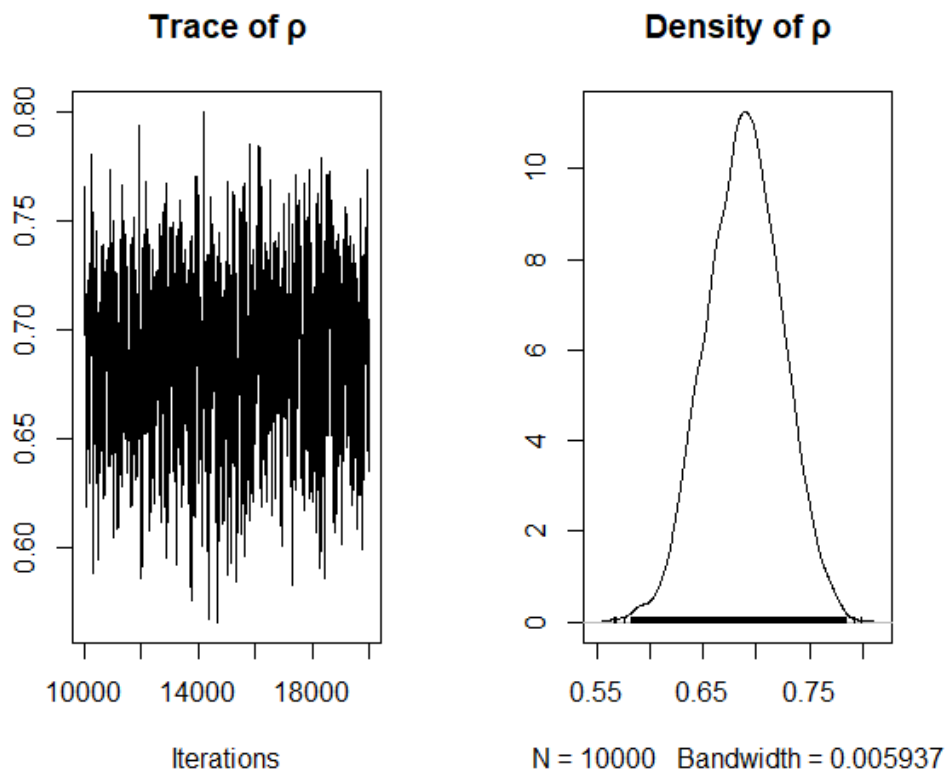 Trace of ρ
0.80
0.75
0.70
0.65
0.60
10000 14000 18000
Iterations
Density of ρ
10
8
6
4
2
0
0.55 0.65 0.75
N = 10000 Bandwidth = 0.005937